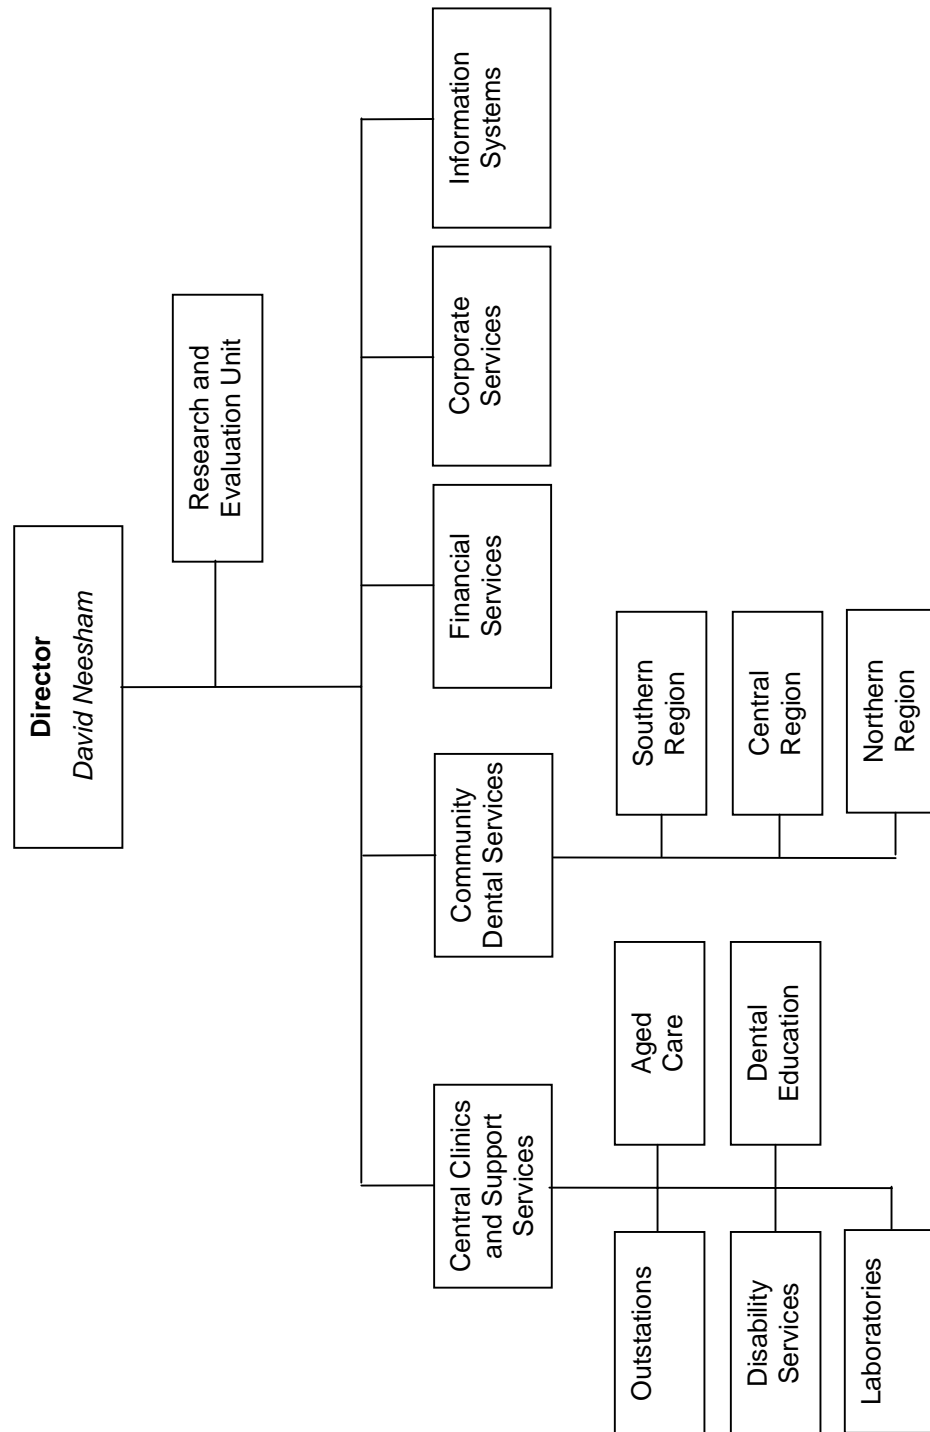 Director
David Neesham
Research and
Evaluation Unit
Central Clinics
and Support
Services
Community
Dental Services
Financial
Services
Corporate
Services
Information
Systems
Outstations
Aged
Care
Disability
Services
Dental
Education
Laboratories
Southern
Region
Central
Region
Northern
Region